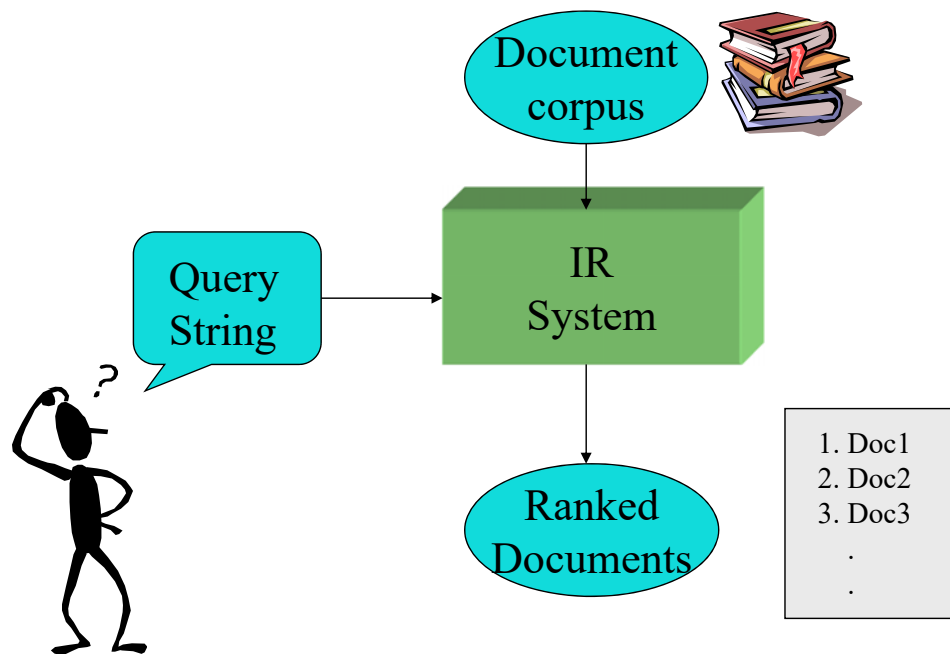 Document
corpus
IR
System
Query
String
?
Ranked
Documents
1. Doc1
2. Doc2
3. Doc3
.
.